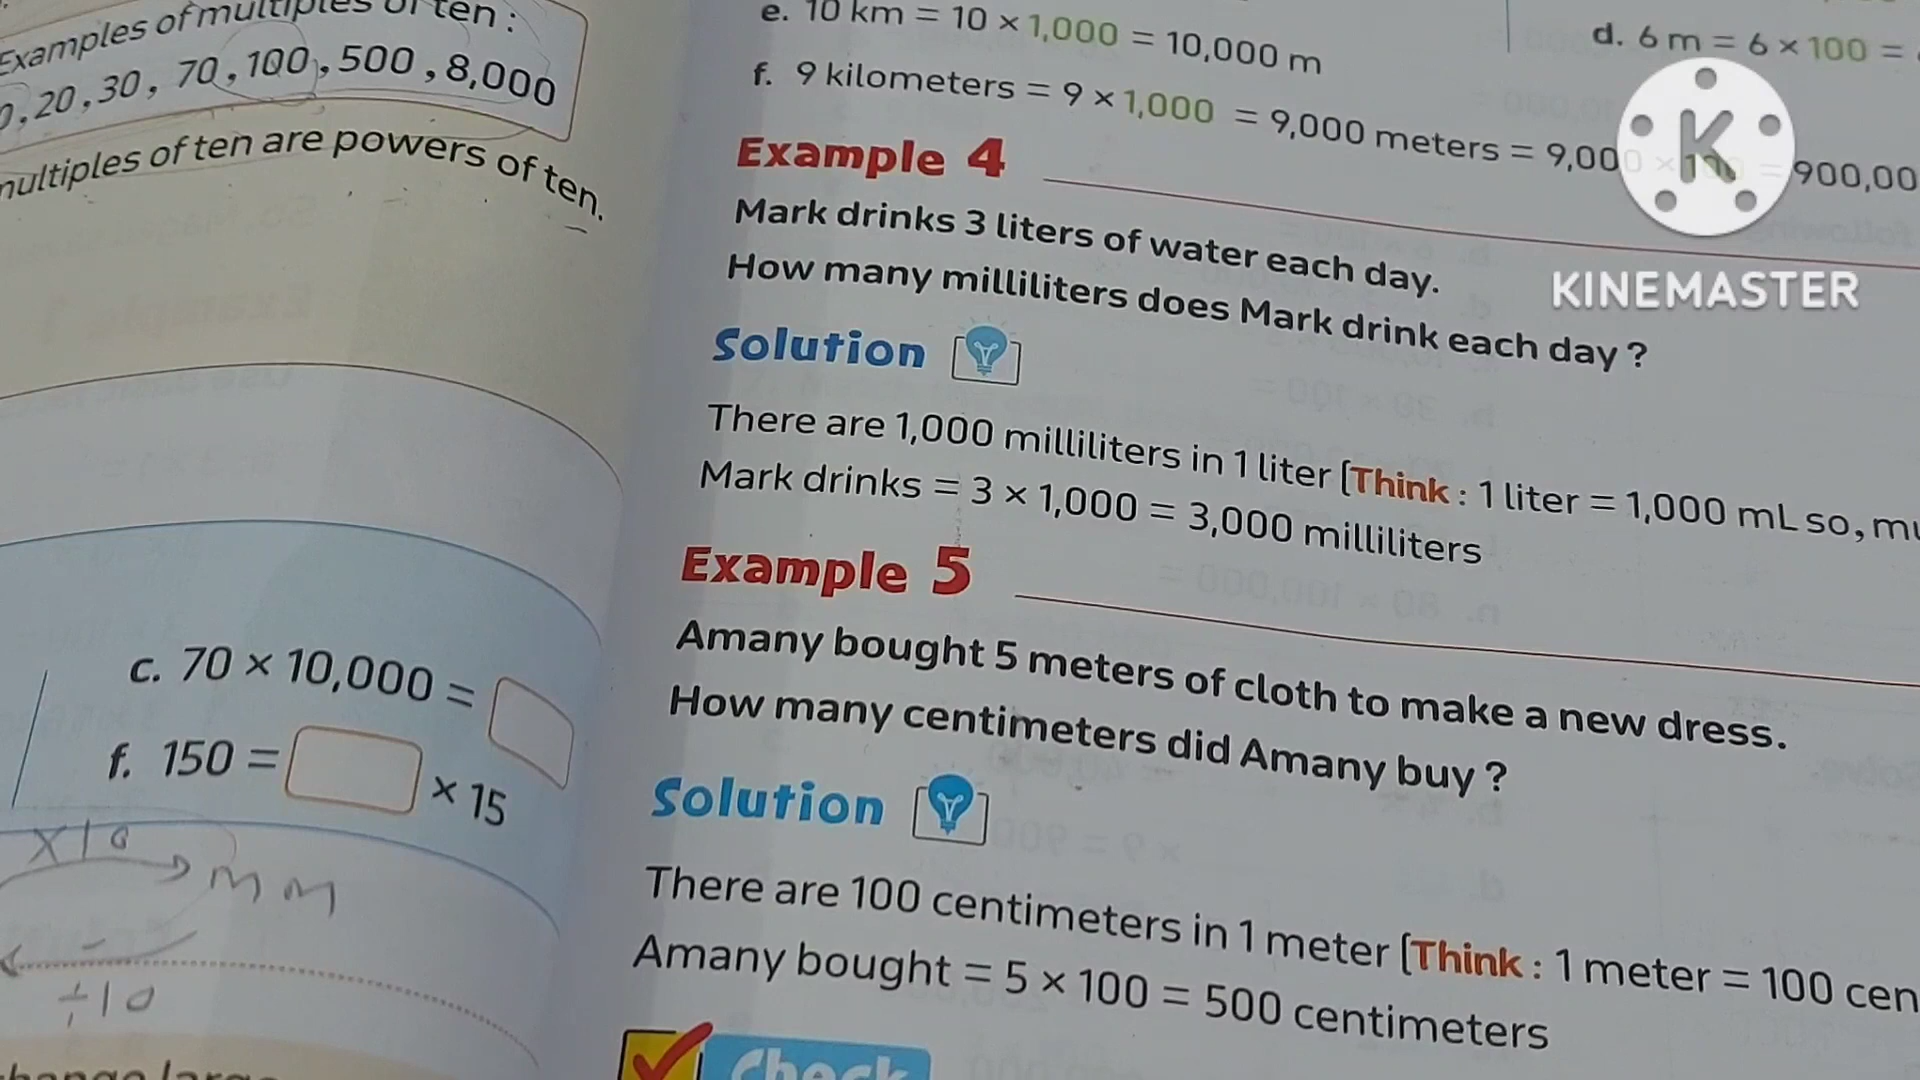 Examples of multiples of ten :
0, 20, 30, 70, 100, 500, 8,000
multiples of ten are powers of ten.
c. 70 × 10,000 =
f. 150 = × 15
×10
mm
÷10
e. 10 km = 10 × 1,000 = 10,000 m
f. 9 kilometers = 9 × 1,000 = 9,000 meters = 9,000 × 100 = 900,00
d. 6 m = 6 × 100 =
K
KINEMASTER
Example 4
Mark drinks 3 liters of water each day.
How many milliliters does Mark drink each day ?
Solution
There are 1,000 milliliters in 1 liter [Think : 1 liter = 1,000 mL so, mu
Mark drinks = 3 × 1,000 = 3,000 milliliters
Example 5
Amany bought 5 meters of cloth to make a new dress.
How many centimeters did Amany buy ?
Solution
There are 100 centimeters in 1 meter [Think : 1 meter = 100 cen
Amany bought = 5 × 100 = 500 centimeters
Check